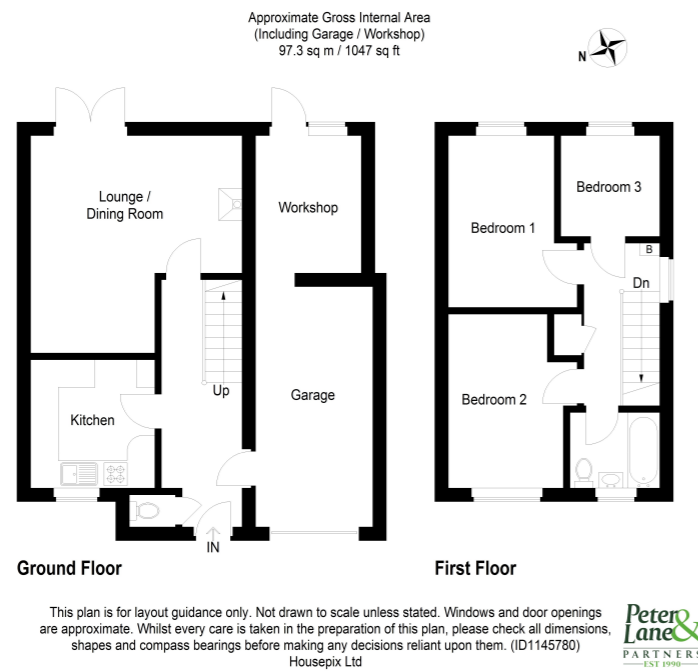 Approximate Gross Internal Area
(Including Garage / Workshop)
97.3 sq m / 1047 sq ft
N
Lounge /
Dining Room
Workshop
Bedroom 1
Bedroom 3
B
Dn
Up
Kitchen
Garage
Bedroom 2
IN
Ground Floor
First Floor
This plan is for layout guidance only. Not drawn to scale unless stated. Windows and door openings
are approximate. Whilst every care is taken in the preparation of this plan, please check all dimensions,
shapes and compass bearings before making any decisions reliant upon them. (ID1145780)
Housepix Ltd
Peter &
Lane
PARTNERS
EST 1990